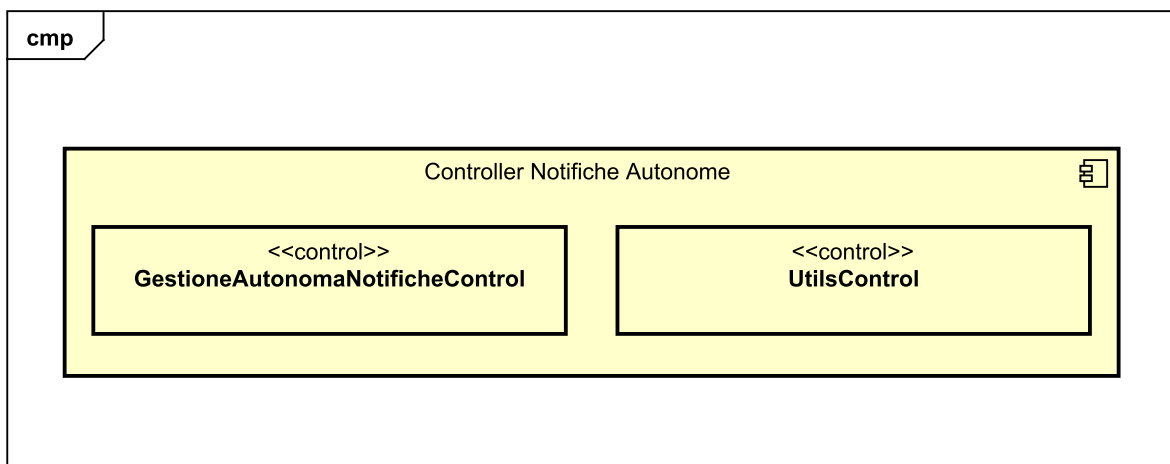 cmp
Controller Notifiche Autonome
<<control>>
GestioneAutonomaNotificheControl
<<control>>
UtilsControl